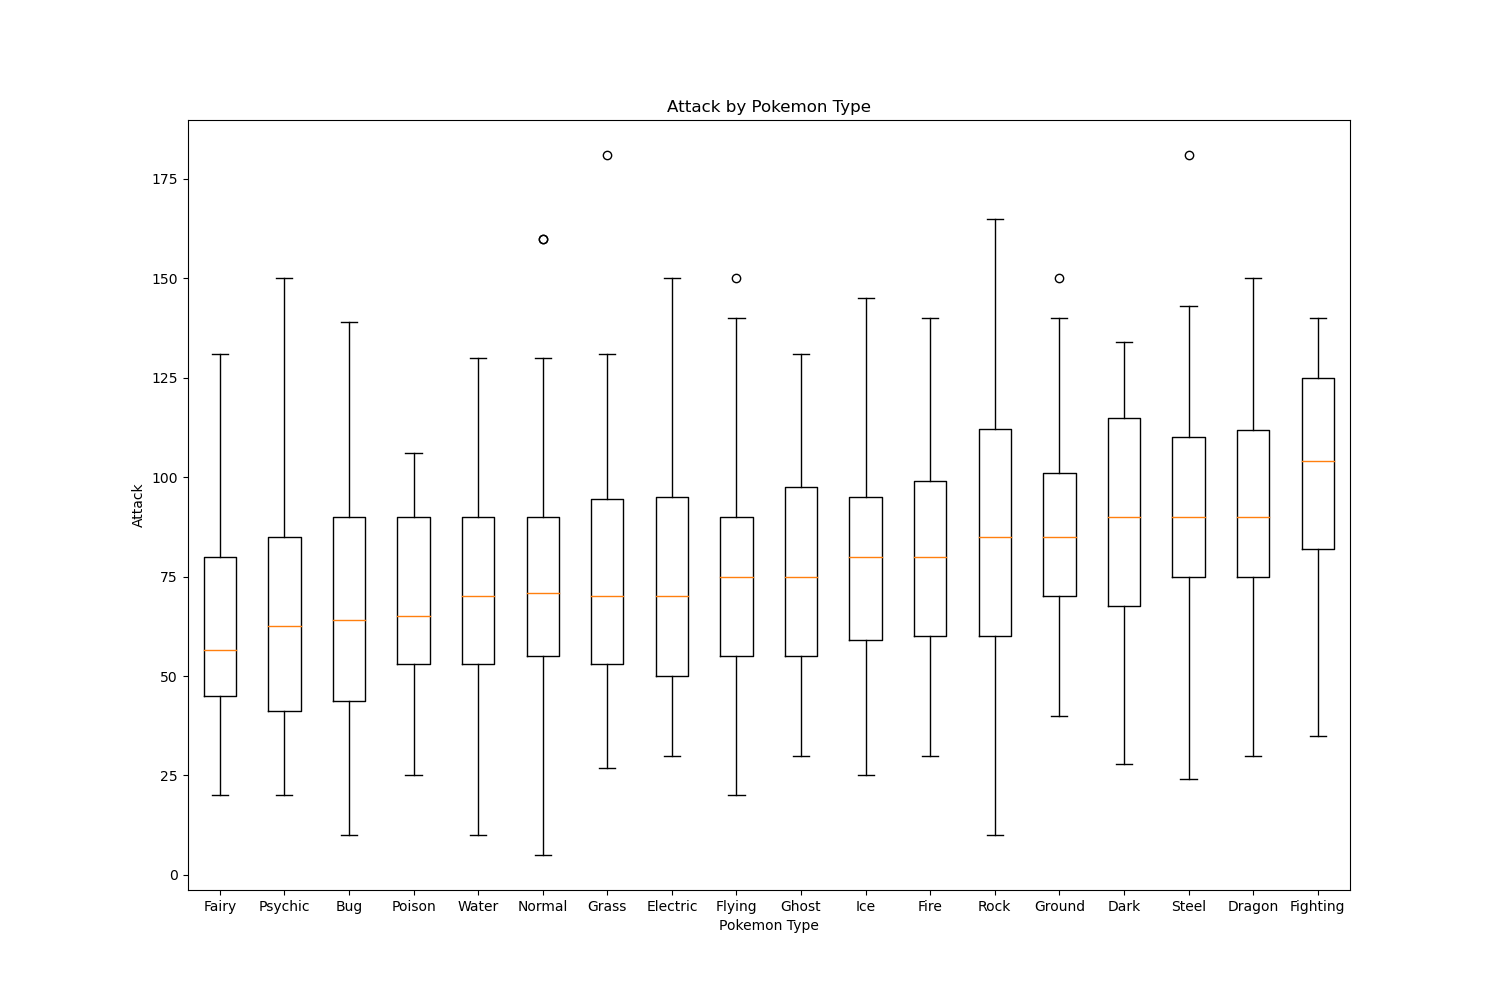 Attack by Pokemon Type
Attack
175
150
125
100
75
50
25
0
Fairy Psychic Bug Poison Water Normal Grass Electric Flying Ghost Ice Fire Rock Ground Dark Steel Dragon Fighting
Pokemon Type